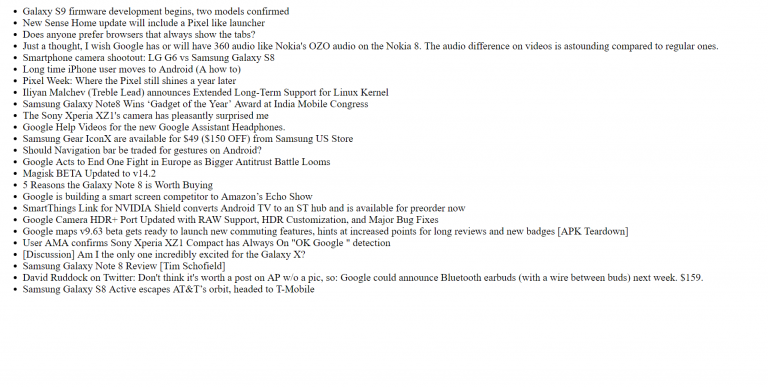 Galaxy S9 firmware development begins, two models confirmed
New Sense Home update will include a Pixel like launcher
Does anyone prefer browsers that always show the tabs?
Just a thought, I wish Google has or will have 360 audio like Nokia's OZO audio on the Nokia 8. The audio difference on videos is astounding compared to regular ones.
Smartphone camera shootout: LG G6 vs Samsung Galaxy S8
Long time iPhone user moves to Android (A how to)
Pixel Week: Where the Pixel still shines a year later
Iliyan Malchev (Treble Lead) announces Extended Long-Term Support for Linux Kernel
Samsung Galaxy Note8 Wins ‘Gadget of the Year’ Award at India Mobile Congress
The Sony Xperia XZ1's camera has pleasantly surprised me
Google Help Videos for the new Google Assistant Headphones.
Samsung Gear IconX are available for $49 ($150 OFF) from Samsung US Store
Should Navigation bar be traded for gestures on Android?
Google Acts to End One Fight in Europe as Bigger Antitrust Battle Looms
Magisk BETA Updated to v14.2
5 Reasons the Galaxy Note 8 is Worth Buying
Google is building a smart screen competitor to Amazon’s Echo Show
SmartThings Link for NVIDIA Shield converts Android TV to an ST hub and is available for preorder now
Google Camera HDR+ Port Updated with RAW Support, HDR Customization, and Major Bug Fixes
Google maps v9.63 beta gets ready to launch new commuting features, hints at increased points for long reviews and new badges [APK Teardown]
User AMA confirms Sony Xperia XZ1 Compact has Always On "OK Google " detection
[Discussion] Am I the only one incredibly excited for the Galaxy X?
Samsung Galaxy Note 8 Review [Tim Schofield]
David Ruddock on Twitter: Don't think it's worth a post on AP w/o a pic, so: Google could announce Bluetooth earbuds (with a wire between buds) next week. $159.
Samsung Galaxy S8 Active escapes AT&T’s orbit, headed to T-Mobile